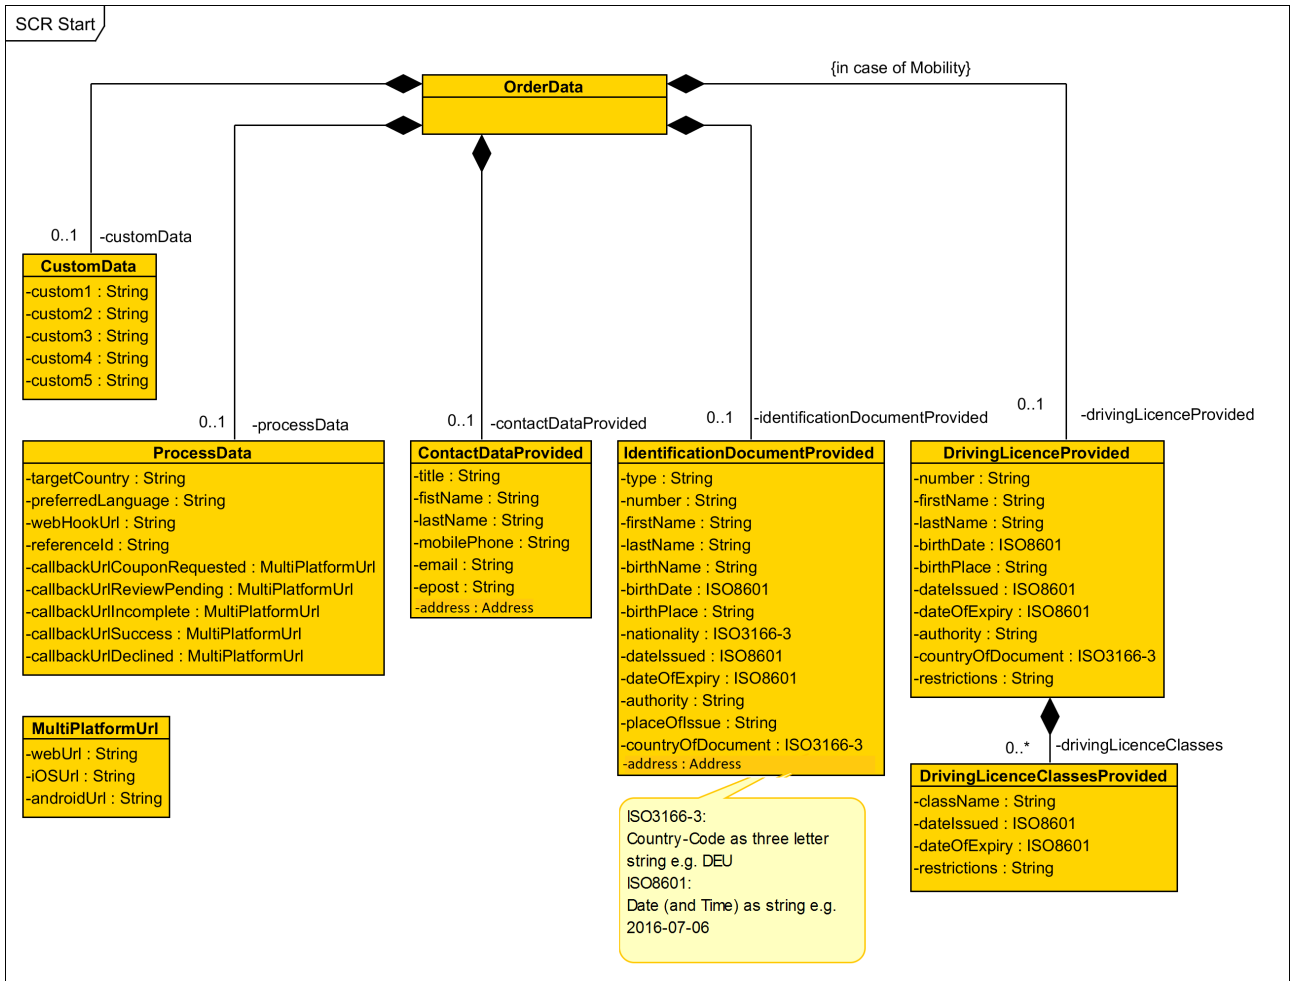 SCR Start
OrderData
{in case of Mobility}
0..1
-customData
CustomData
-custom1 : String
-custom2 : String
-custom3 : String
-custom4 : String
-custom5 : String
0..1
-processData
ProcessData
-targetCountry : String
-preferredLanguage : String
-webHookUrl : String
-referenceId : String
-callbackUrlCouponRequested : MultiPlatformUrl
-callbackUrlReviewPending : MultiPlatformUrl
-callbackUrlIncomplete : MultiPlatformUrl
-callbackUrlSuccess : MultiPlatformUrl
-callbackUrlDeclined : MultiPlatformUrl
MultiPlatformUrl
-webUrl : String
-iOSUrl : String
-androidUrl : String
0..1
-contactDataProvided
ContactDataProvided
-title : String
-fistName : String
-lastName : String
-mobilePhone : String
-email : String
-epost : String
-address : Address
0..1
-identificationDocumentProvided
IdentificationDocumentProvided
-type : String
-number : String
-firstName : String
-lastName : String
-birthName : String
-birthDate : ISO8601
-birthPlace : String
-nationality : ISO3166-3
-dateIssued : ISO8601
-dateOfExpiry : ISO8601
-authority : String
-placeOfIssue : String
-countryOfDocument : ISO3166-3
-address : Address
ISO3166-3:
Country-Code as three letter
string e.g. DEU
ISO8601:
Date (and Time) as string e.g.
2016-07-06
0..1
-drivingLicenceProvided
DrivingLicenceProvided
-number : String
-firstName : String
-lastName : String
-birthDate : ISO8601
-birthPlace : String
-dateIssued : ISO8601
-dateOfExpiry : ISO8601
-authority : String
-countryOfDocument : ISO3166-3
-restrictions : String
0..*
-drivingLicenceClasses
DrivingLicenceClassesProvided
-className : String
-dateIssued : ISO8601
-dateOfExpiry : ISO8601
-restrictions : String